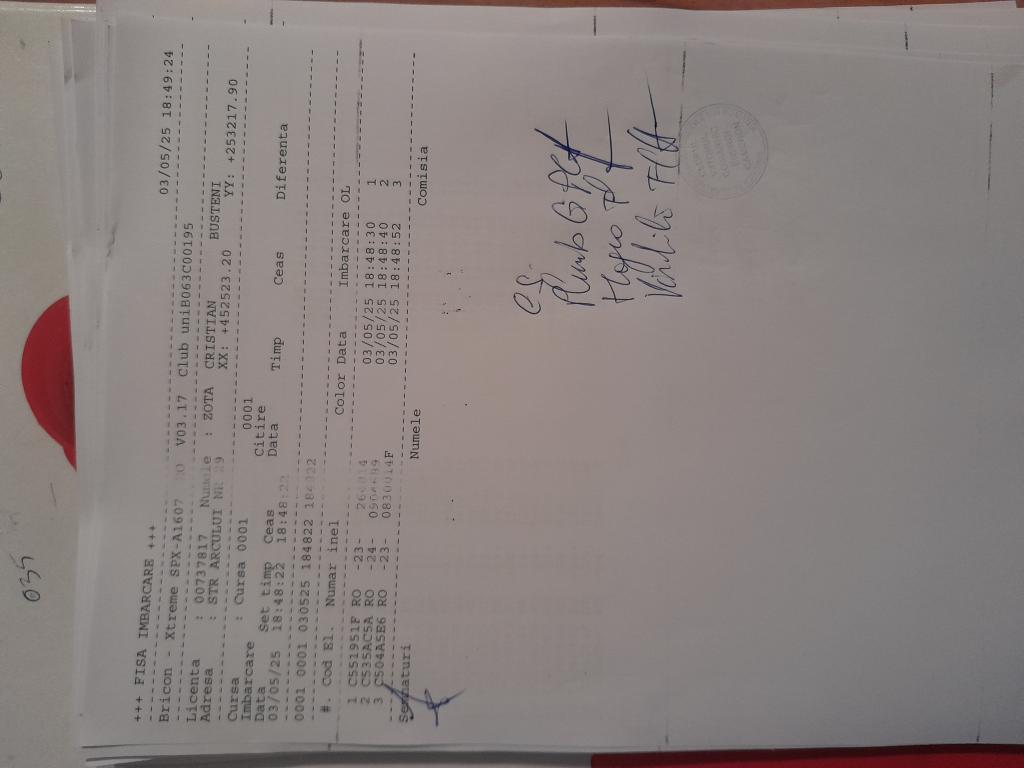 035
+++ FISA IMBARCARE +++ 03/05/25 18:49:24
Bricon - Xtreme SPX-A1607 V03.17 Club uniB063C00195
Licenta : 00737817 Numele : ZOTA CRISTIAN
Adresa : STR ARCULUI NR 29 BUSTENI
XX: +452523.20 YY: +253217.90
Cursa : Cursa 0001
Imbarcare 0001
Citire
Data Set timp Ceas Data Timp Ceas Diferenta
03/05/25 18:48:22 18:48:22
0001 0001 030525 184822 184822
# Cod El. Numar inel Color Data Imbarcare OL
1 C551951F RO -23- 03/05/25 18:48:30 1
2 C535AC5A RO -24- 03/05/25 18:48:40 2
3 C504A5E6 RO -23- 0830014F 03/05/25 18:48:52 3
Semnaturi Numele Comisia